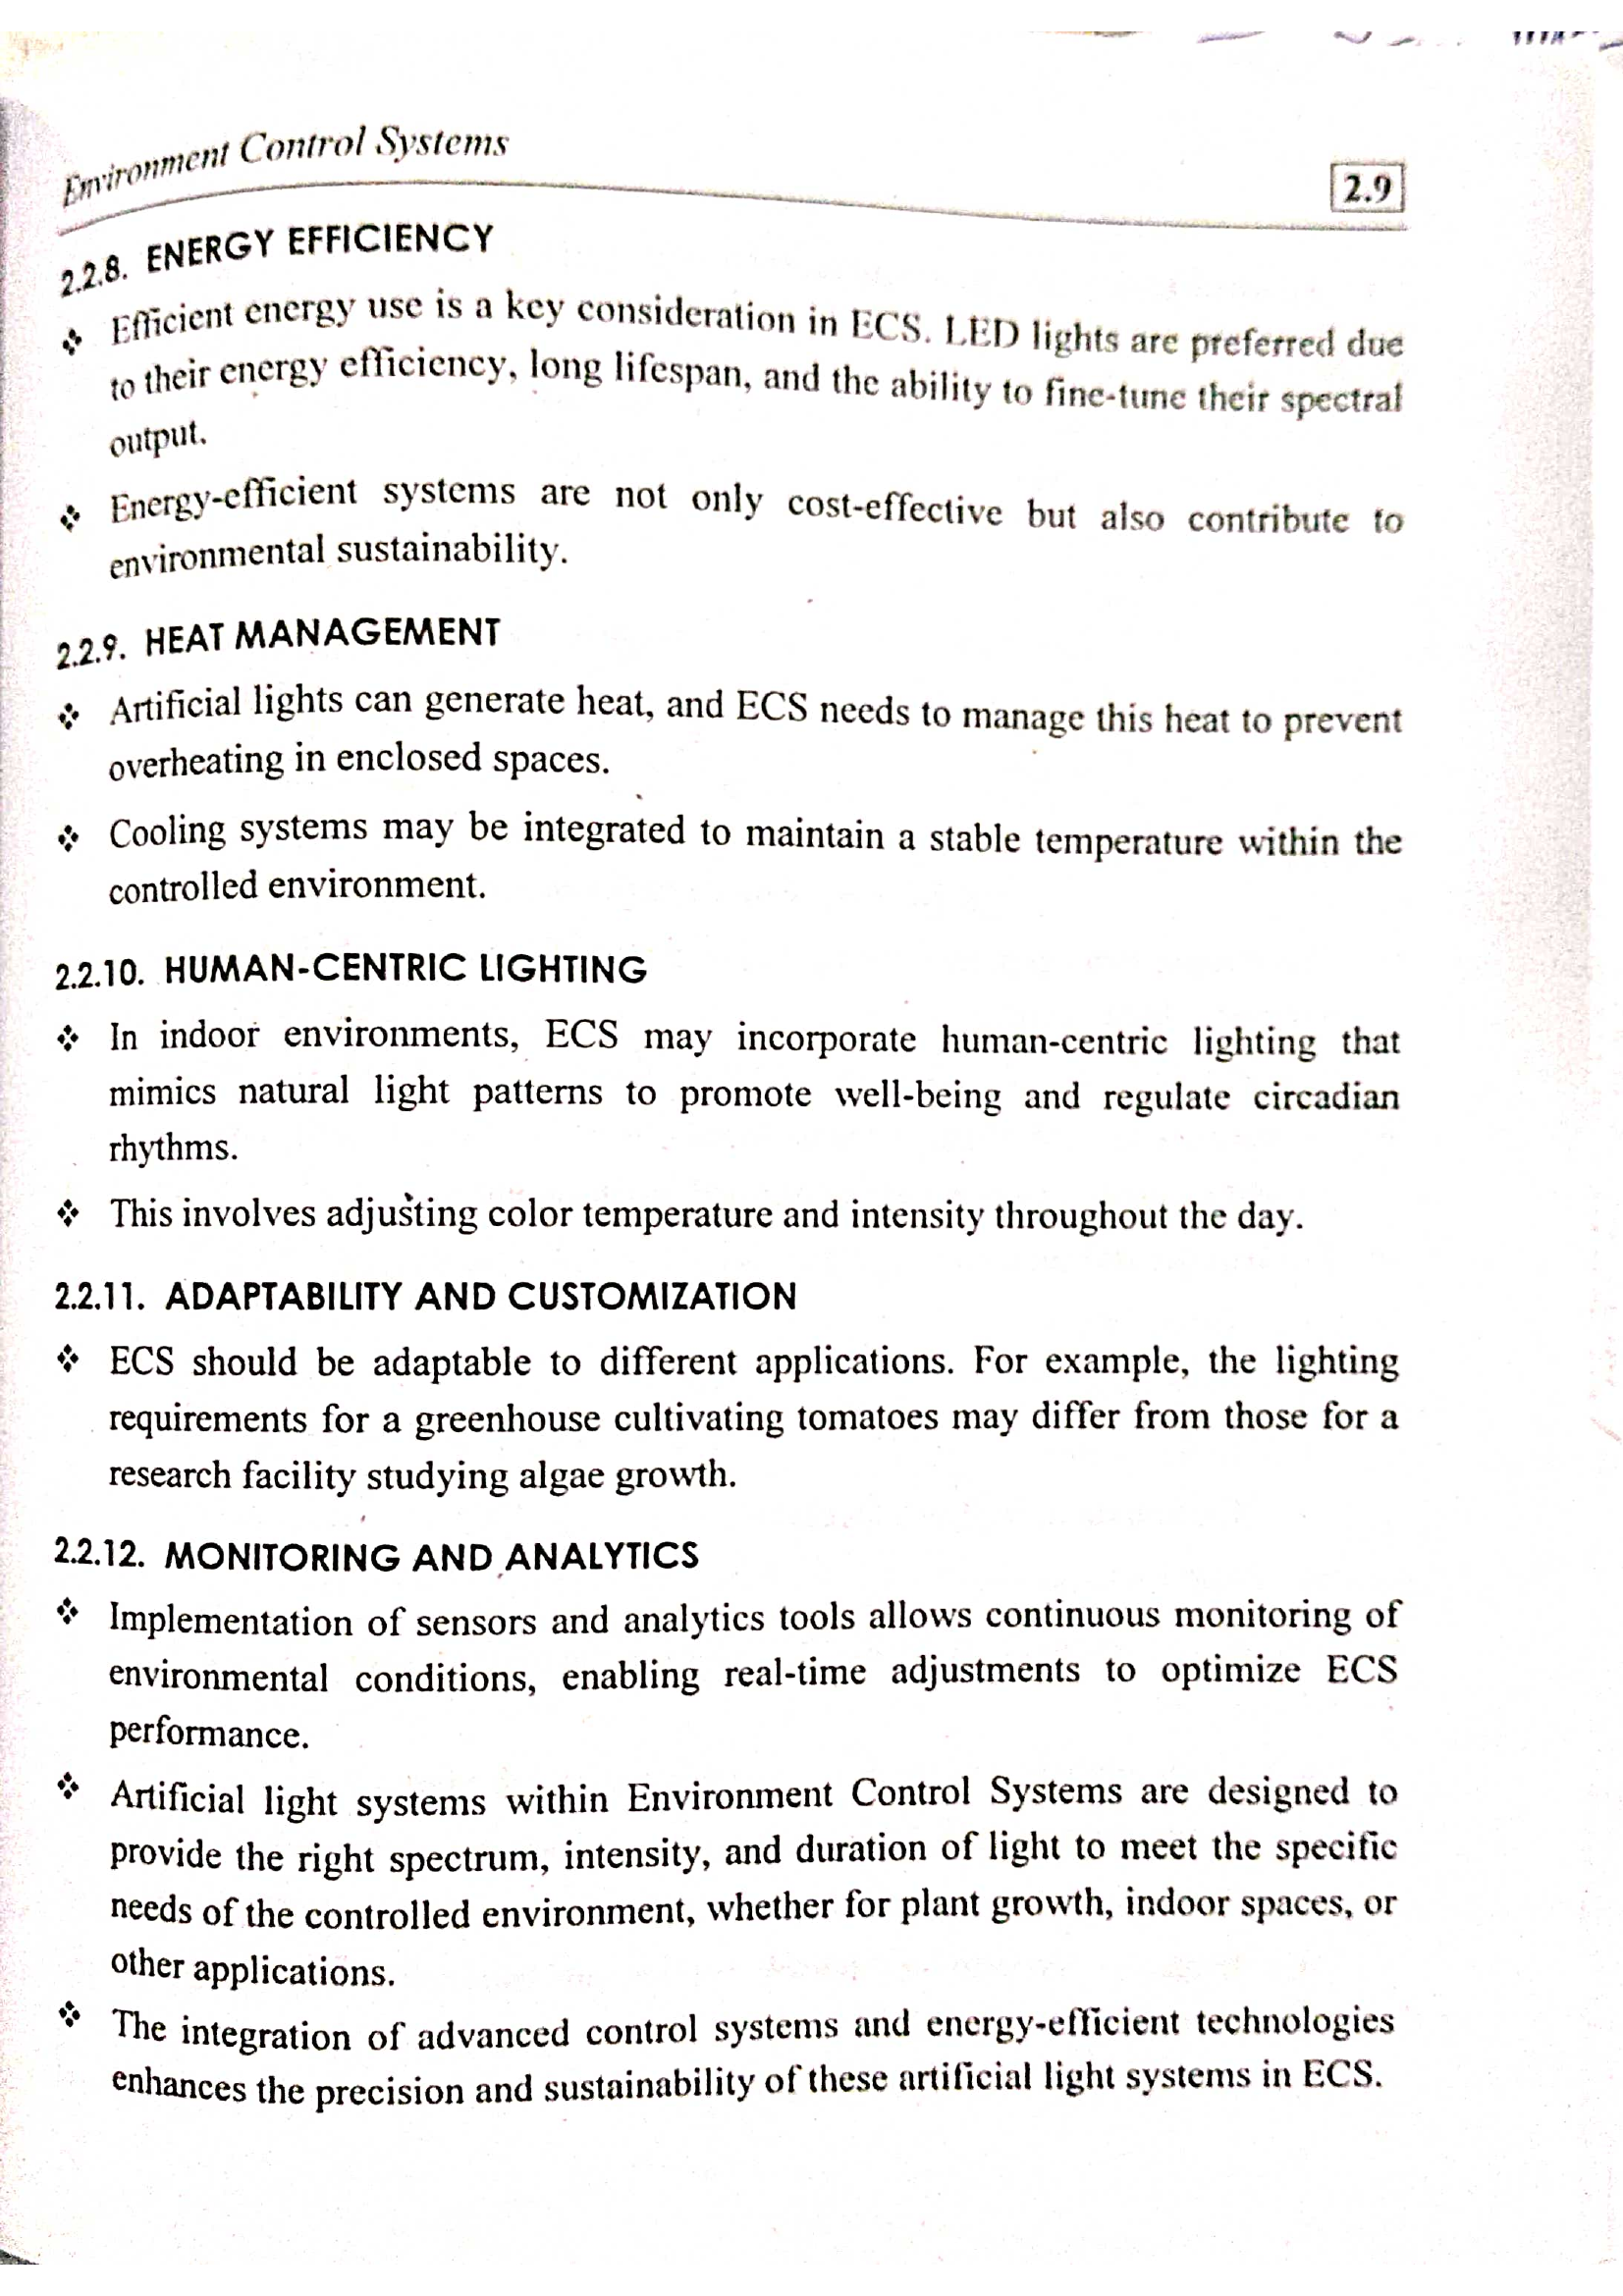 Environment Control Systems
2.9
2.2.8. ENERGY EFFICIENCY
❖ Efficient energy use is a key consideration in ECS. LED lights are preferred due
to their energy efficiency, long lifespan, and the ability to fine-tune their spectral
output.
❖ Energy-efficient systems are not only cost-effective but also contribute to
environmental sustainability.
2.2.9. HEAT MANAGEMENT
❖ Artificial lights can generate heat, and ECS needs to manage this heat to prevent
overheating in enclosed spaces.
❖ Cooling systems may be integrated to maintain a stable temperature within the
controlled environment.
2.2.10. HUMAN-CENTRIC LIGHTING
❖ In indoor environments, ECS may incorporate human-centric lighting that
mimics natural light patterns to promote well-being and regulate circadian
rhythms.
❖ This involves adjusting color temperature and intensity throughout the day.
2.2.11. ADAPTABILITY AND CUSTOMIZATION
❖ ECS should be adaptable to different applications. For example, the lighting
requirements for a greenhouse cultivating tomatoes may differ from those for a
research facility studying algae growth.
2.2.12. MONITORING AND ANALYTICS
❖ Implementation of sensors and analytics tools allows continuous monitoring of
environmental conditions, enabling real-time adjustments to optimize ECS
performance.
❖ Artificial light systems within Environment Control Systems are designed to
provide the right spectrum, intensity, and duration of light to meet the specific
needs of the controlled environment, whether for plant growth, indoor spaces, or
other applications.
❖ The integration of advanced control systems and energy-efficient technologies
enhances the precision and sustainability of these artificial light systems in ECS.